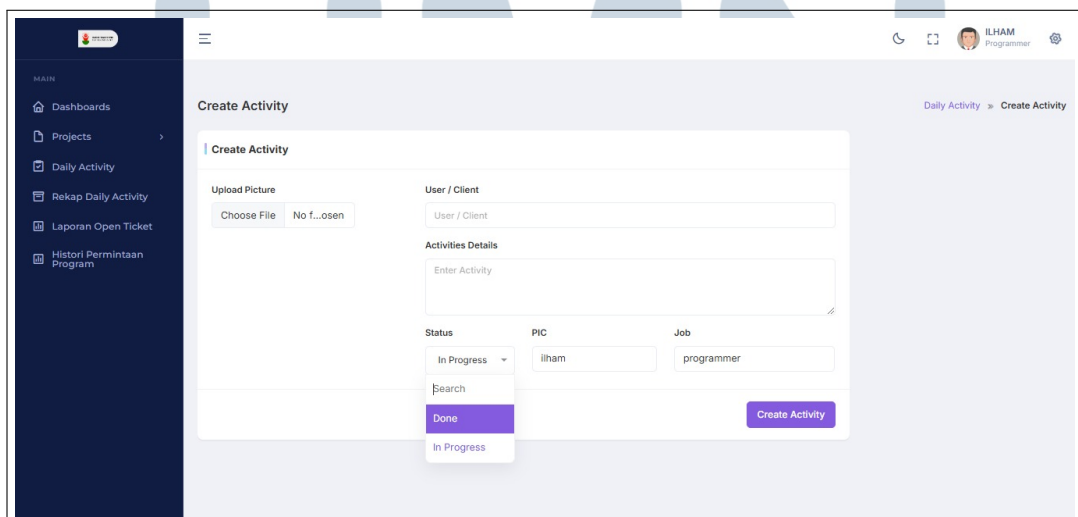 ILHAM
Programmer
MAIN
Dashboards
Projects
Daily Activity
Rekap Daily Activity
Laporan Open Ticket
Histori Permintaan
Program
Create Activity
Daily Activity » Create Activity
Create Activity
Upload Picture
Choose File No f...osen
User / Client
User / Client
Activities Details
Enter Activity
Status PIC Job
In Progress ilham programmer
Search
Done
In Progress
Create Activity